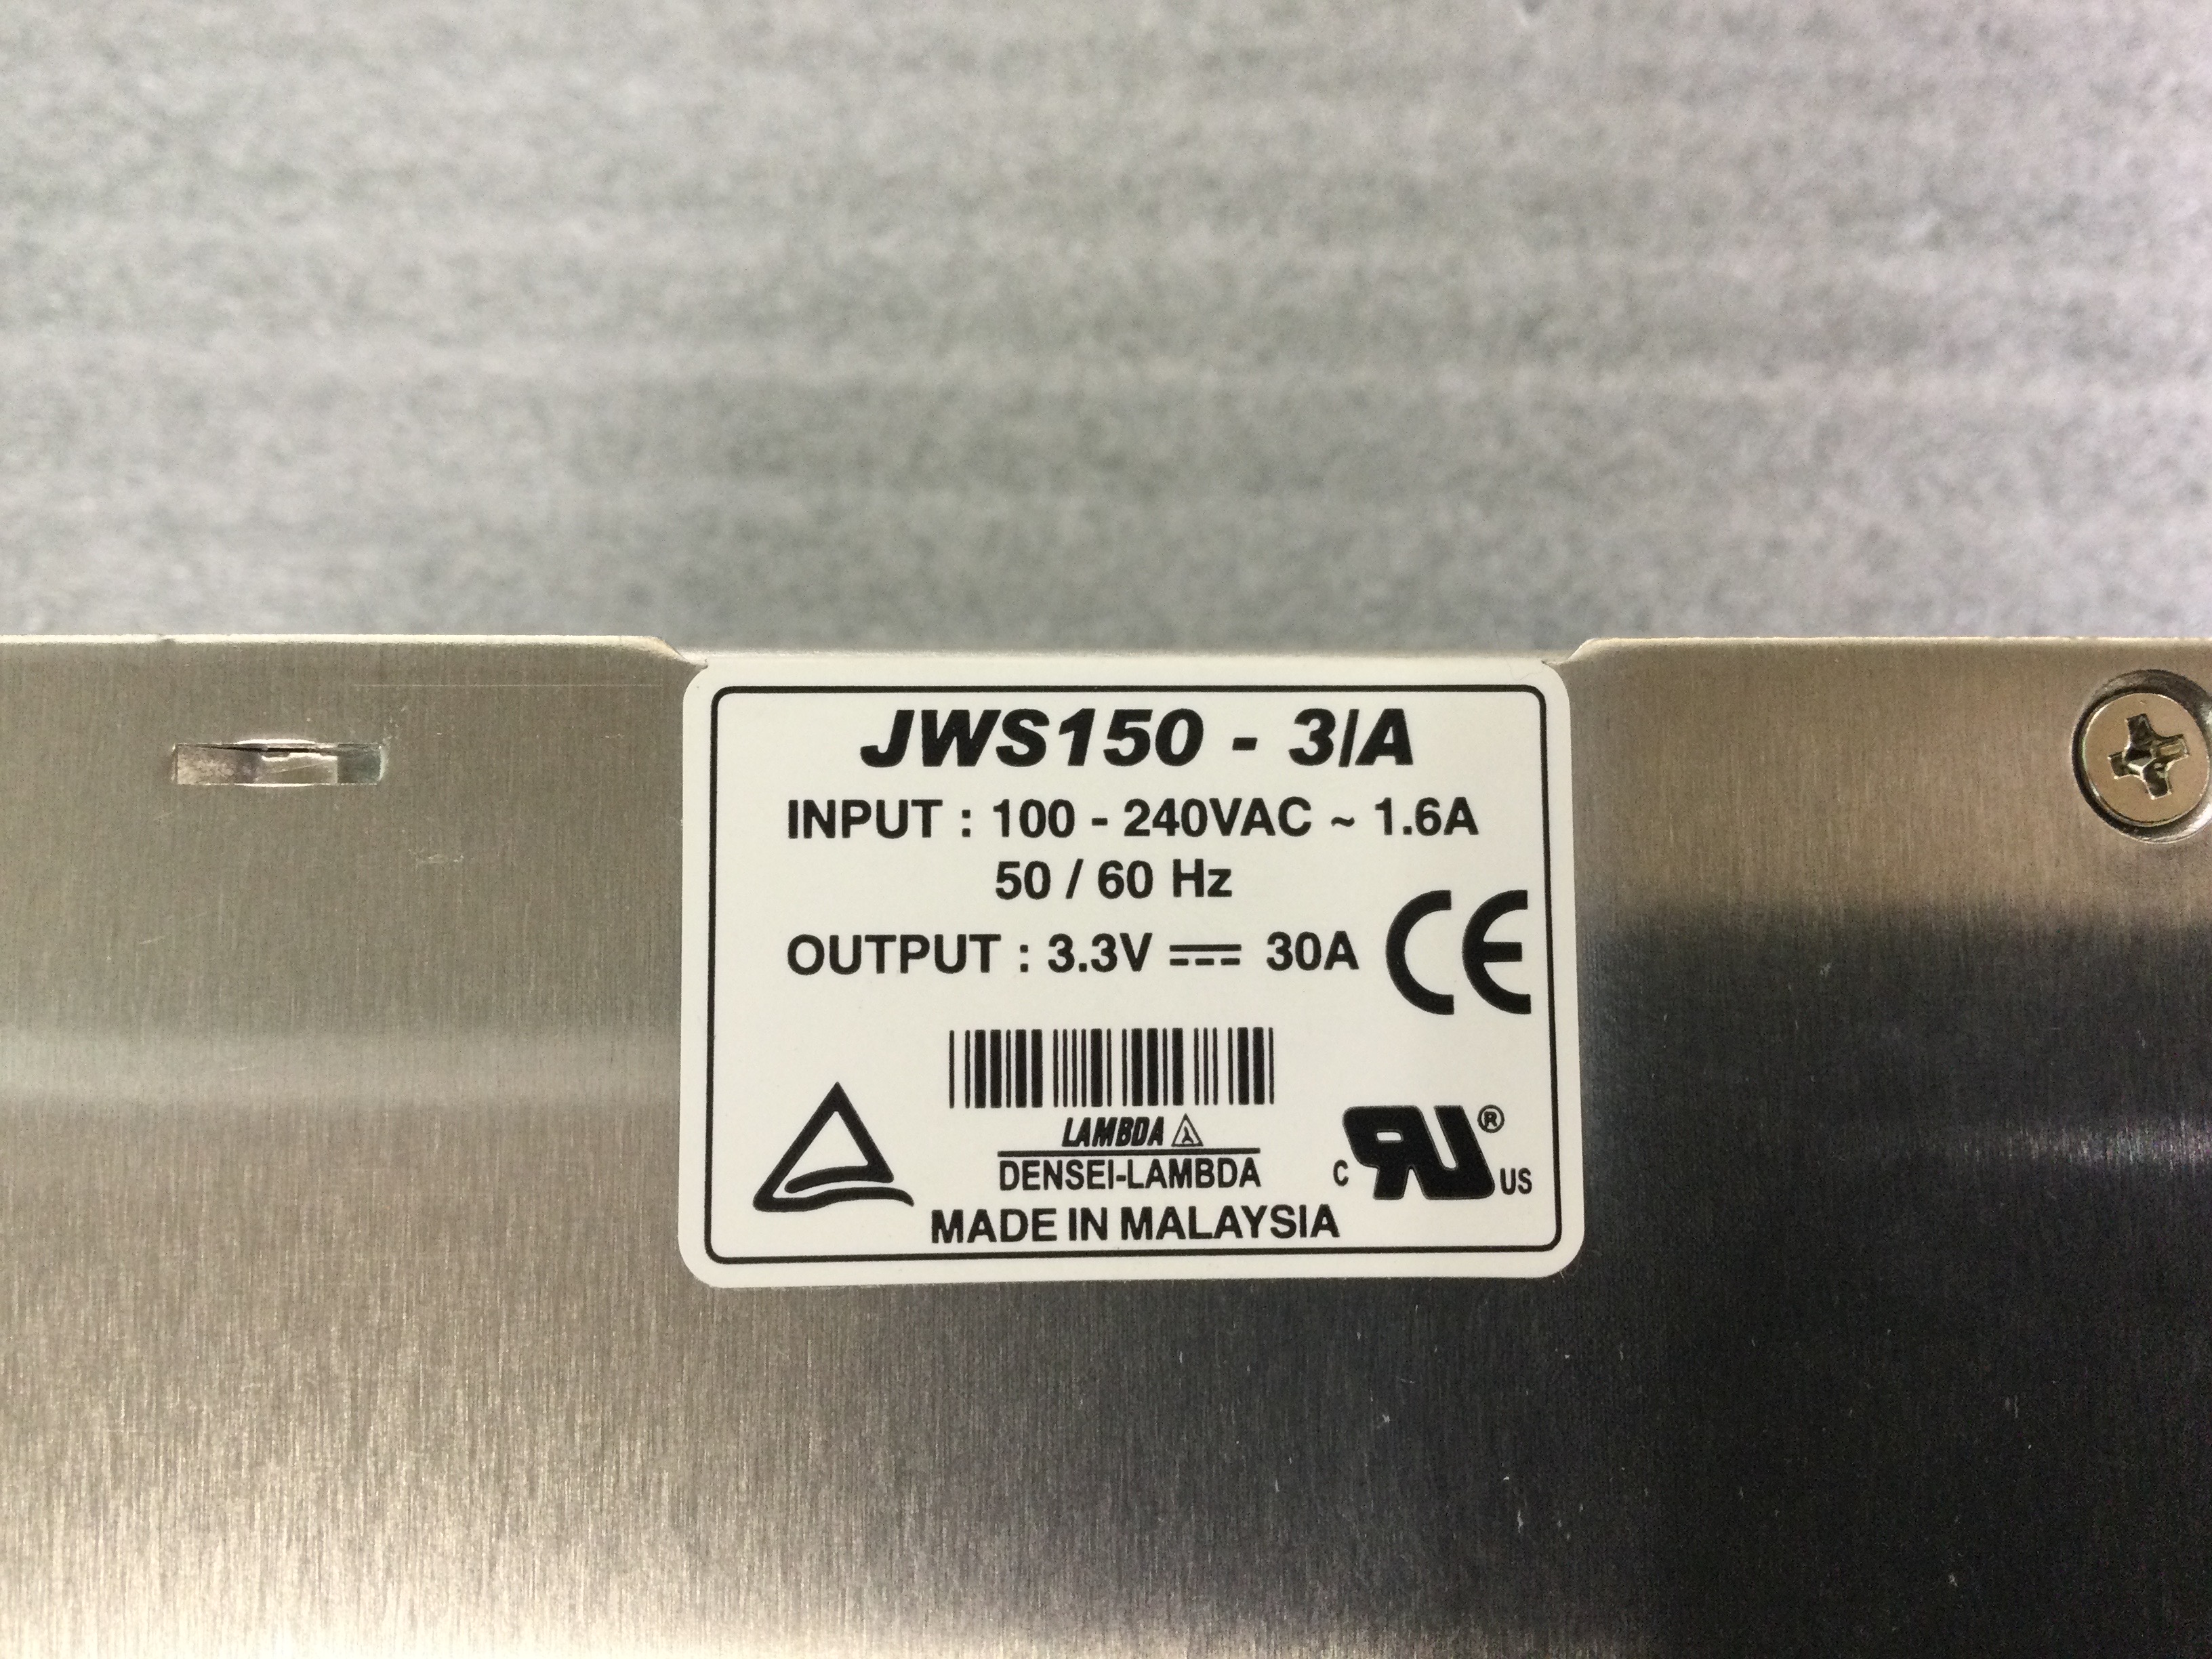 JWS150 - 3/A
INPUT : 100 - 240VAC ~ 1.6A
50 / 60 Hz
OUTPUT : 3.3V ⎓ 30A
CE
LAMBDA
DENSEI-LAMBDA
C RU ® US
MADE IN MALAYSIA